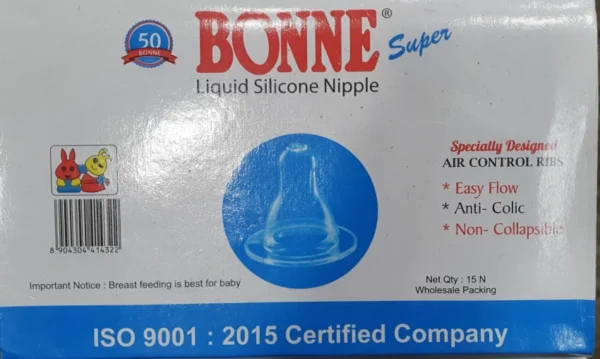 50
BONNE
BONNE® Super
Liquid Silicone Nipple
Specially Designed
AIR CONTROL RIBS
* Easy Flow
* Anti- Colic
* Non- Collapsible
8 904304 414322
Important Notice : Breast feeding is best for baby
Net Qty : 15 N
Wholesale Packing
ISO 9001 : 2015 Certified Company